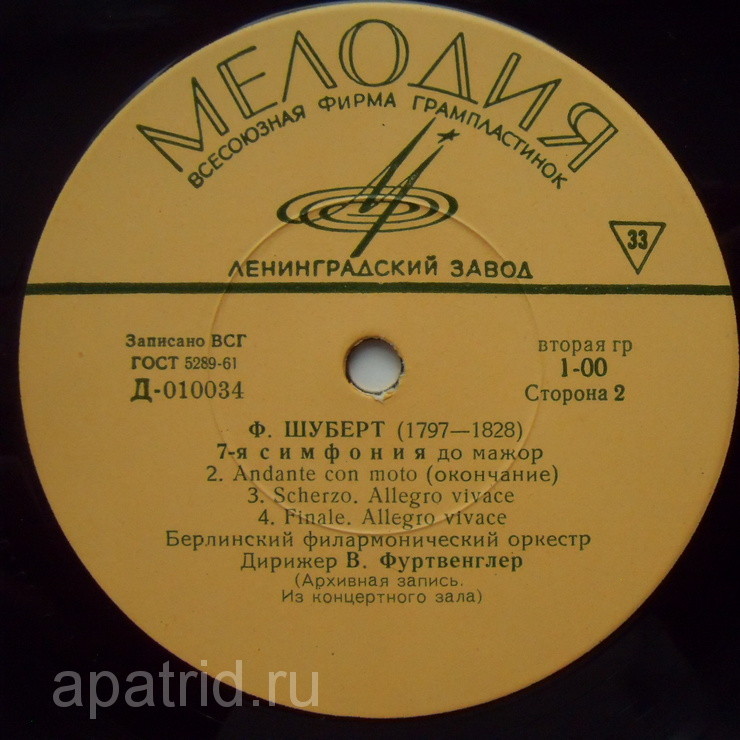 МЕЛОДИЯ
ВСЕСОЮЗНАЯ ФИРМА ГРАМПЛАСТИНОК
33
ЛЕНИНГРАДСКИЙ ЗАВОД
Записано ВСГ
ГОСТ 5289-61
Д-010034
вторая гр
1-00
Сторона 2
Ф. ШУБЕРТ (1797—1828)
7-я симфония до мажор
2. Andante con moto (окончание)
3. Scherzo. Allegro vivace
4. Finale. Allegro vivace
Берлинский филармонический оркестр
Дирижер В. Фуртвенглер
(Архивная запись.
Из концертного зала)
apatrid.ru